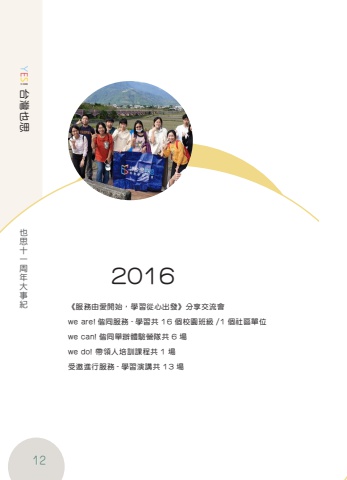 YES! 台灣也思
也思十一周年大事紀
2016
《服務由愛開始，學習從心出發》分享交流會
we are! 偕同服務-學習共 16 個校園班級 /1 個社區單位
we can! 偕同舉辦體驗營隊共 6 場
we do! 帶領人培訓課程共 1 場
受邀進行服務-學習演講共 13 場
12